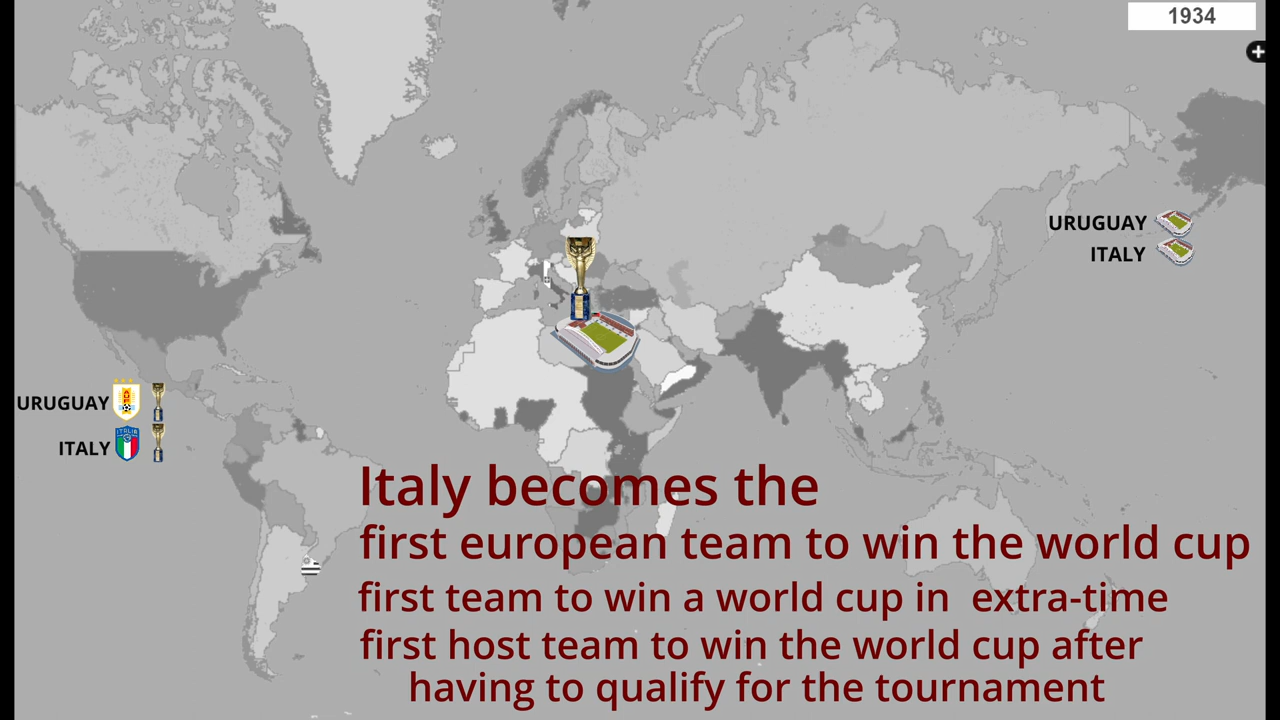 1934
URUGUAY
ITALY
URUGUAY
ITALY
Italy becomes the
first european team to win the world cup
first team to win a world cup in extra-time
first host team to win the world cup after
having to qualify for the tournament